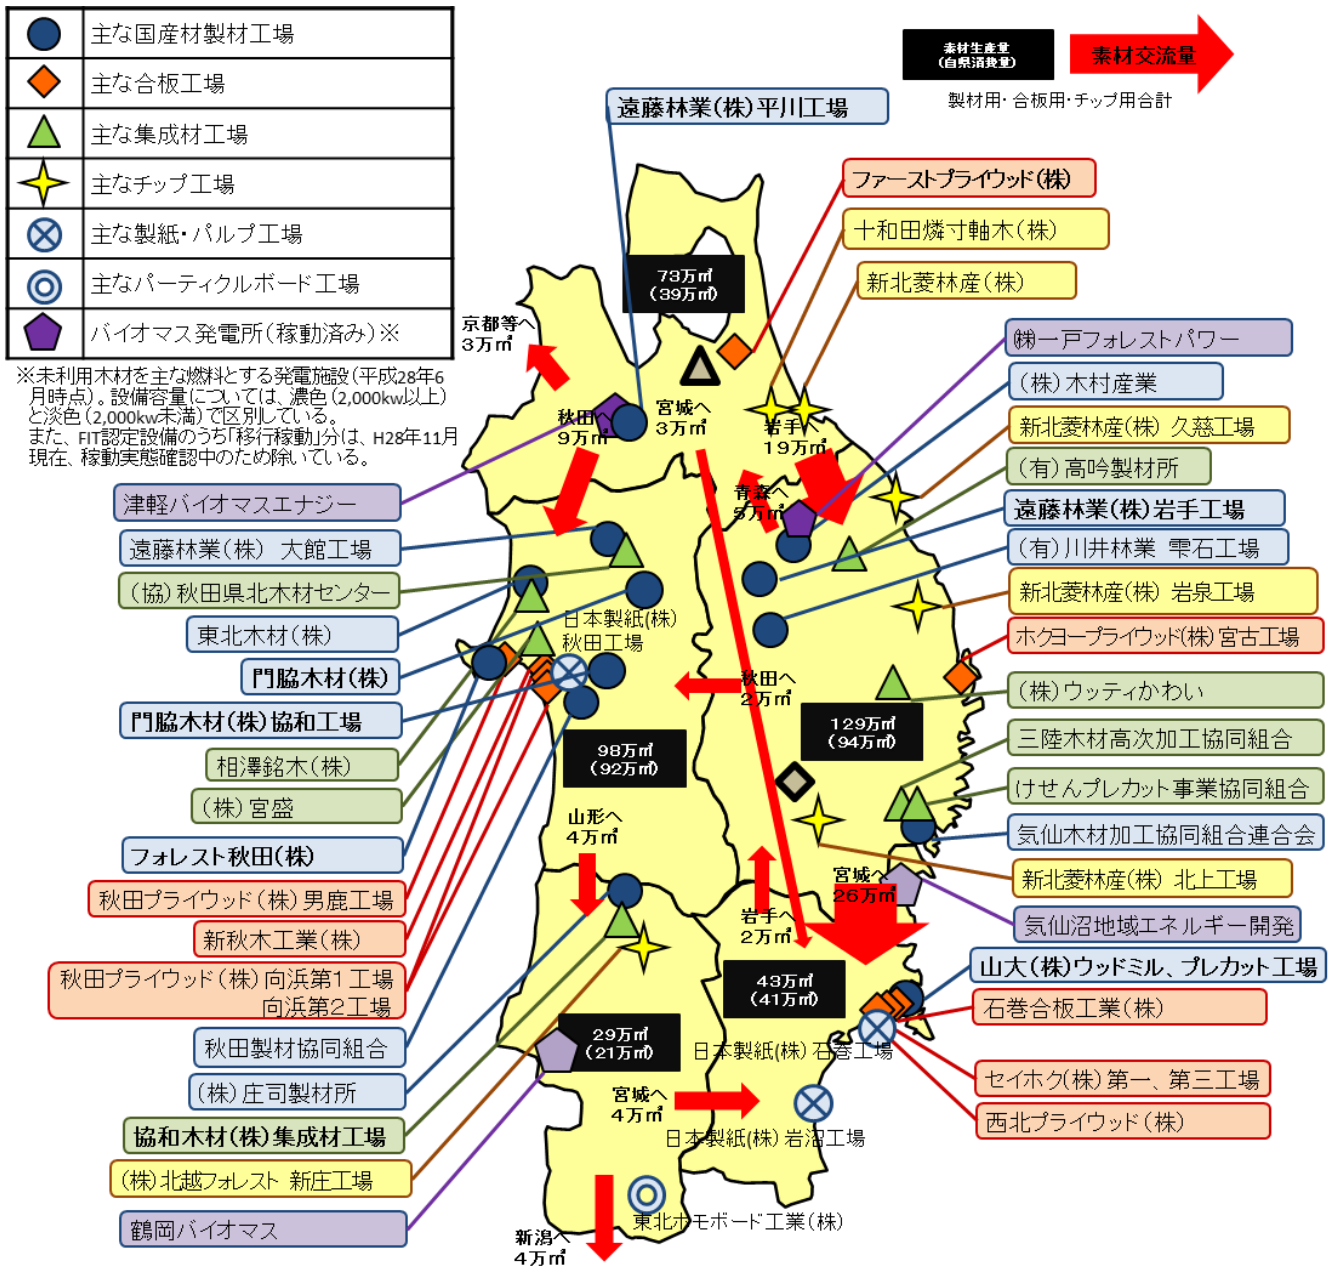 主な国産材製材工場
主な合板工場
主な集成材工場
主なチップ工場
主な製紙・パルプ工場
主なパーティクルボード工場
バイオマス発電所（稼動済み）※
※未利用木材を主な燃料とする発電施設（平成28年6
月時点）。設備容量については、濃色（2,000kw以上）
と淡色（2,000kw未満）で区別している。
また、FIT認定設備のうち「移行稼動」分は、H28年11月
現在、稼動実態確認中のため除いている。
素材生産量
（自県消費量）
素材交流量
製材用・合板用・チップ用合計
遠藤林業（株）平川工場
ファーストプライウッド（株）
十和田燐寸軸木（株）
新北菱林産（株）
㈱一戸フォレストパワー
（株）木村産業
新北菱林産（株） 久慈工場
（有）高吟製材所
遠藤林業（株）岩手工場
（有）川井林業 雫石工場
新北菱林産（株） 岩泉工場
ホクヨープライウッド（株）宮古工場
（株）ウッティかわい
三陸木材高次加工協同組合
けせんプレカット事業協同組合
気仙木材加工協同組合連合会
新北菱林産（株）北上工場
気仙沼地域エネルギー開発
山大（株）ウッドミル、プレカット工場
石巻合板工業（株）
セイホク（株）第一、第三工場
西北プライウッド（株）
73万㎥
（39万㎥）
京都等へ
3万㎥
秋田へ
9万㎥
宮城へ
3万㎥
岩手へ
19万㎥
青森へ
5万㎥
日本製紙(株)
秋田工場
秋田へ
2万㎥
129万㎥
（94万㎥）
98万㎥
（92万㎥）
山形へ
4万㎥
宮城へ
26万㎥
岩手へ
2万㎥
43万㎥
（41万㎥）
29万㎥
（21万㎥）
日本製紙(株) 石巻工場
宮城へ
4万㎥
日本製紙(株) 岩沼工場
東北ホモボード工業（株）
新潟へ
4万㎥
津軽バイオマスエナジー
遠藤林業（株） 大館工場
（協）秋田県北木材センター
東北木材（株）
門脇木材（株）
門脇木材（株）協和工場
相澤銘木（株）
（株）宮盛
フォレスト秋田（株）
秋田プライウッド（株）男鹿工場
新秋木工業（株）
秋田プライウッド（株）向浜第１工場
向浜第２工場
秋田製材協同組合
（株）庄司製材所
協和木材（株）集成材工場
（株）北越フォレスト 新庄工場
鶴岡バイオマス